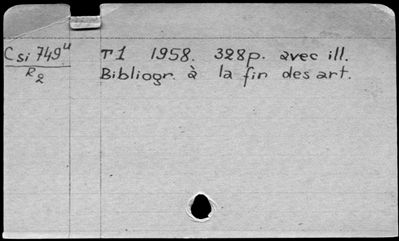 Csi 749u T1 1958. 328p. avec ill.
R2 Bibliogr. à la fin des art.